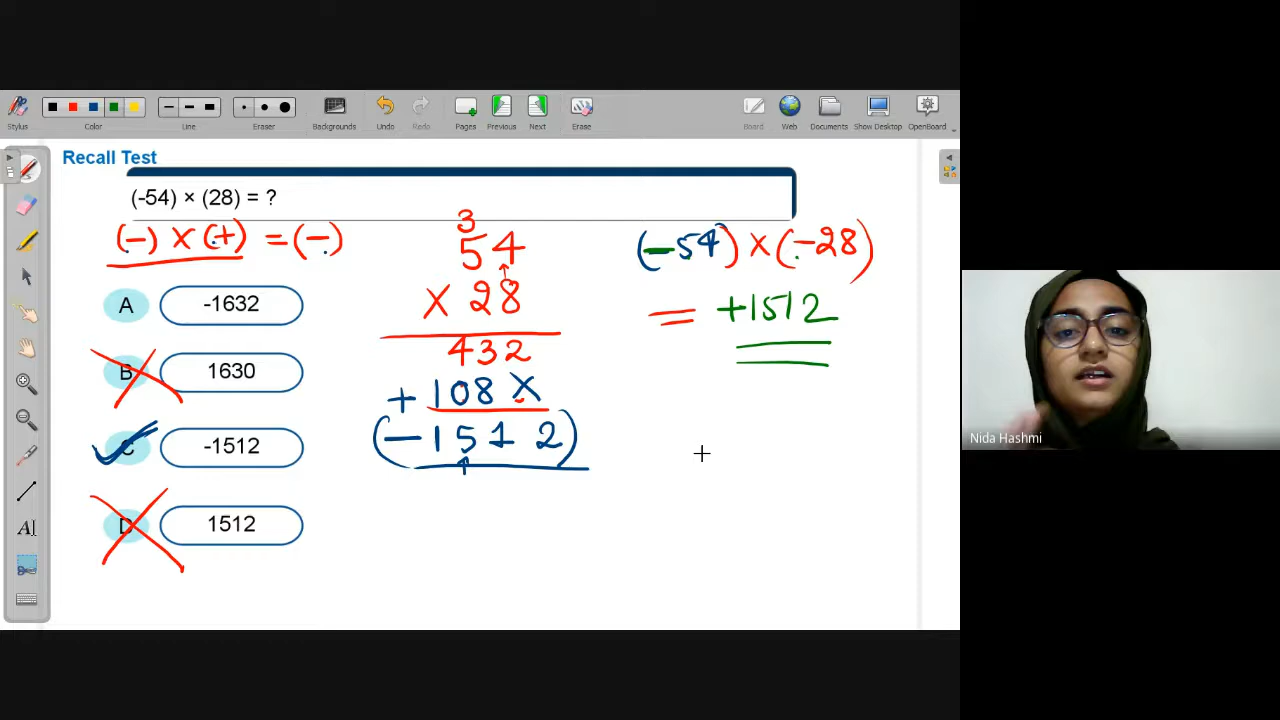 Stylus Color Line Eraser Backgrounds Undo Redo Pages Previous Next Erase Board Web Documents Show Desktop OpenBoard
Recall Test
(-54) × (28) = ?
(-) × (+) = (-)
A -1632
B 1630
C -1512
D 1512
3
54
× 28
432
+ 108 ×
(-1512)
(-54) × (-28)
= +1512
Nida Hashmi